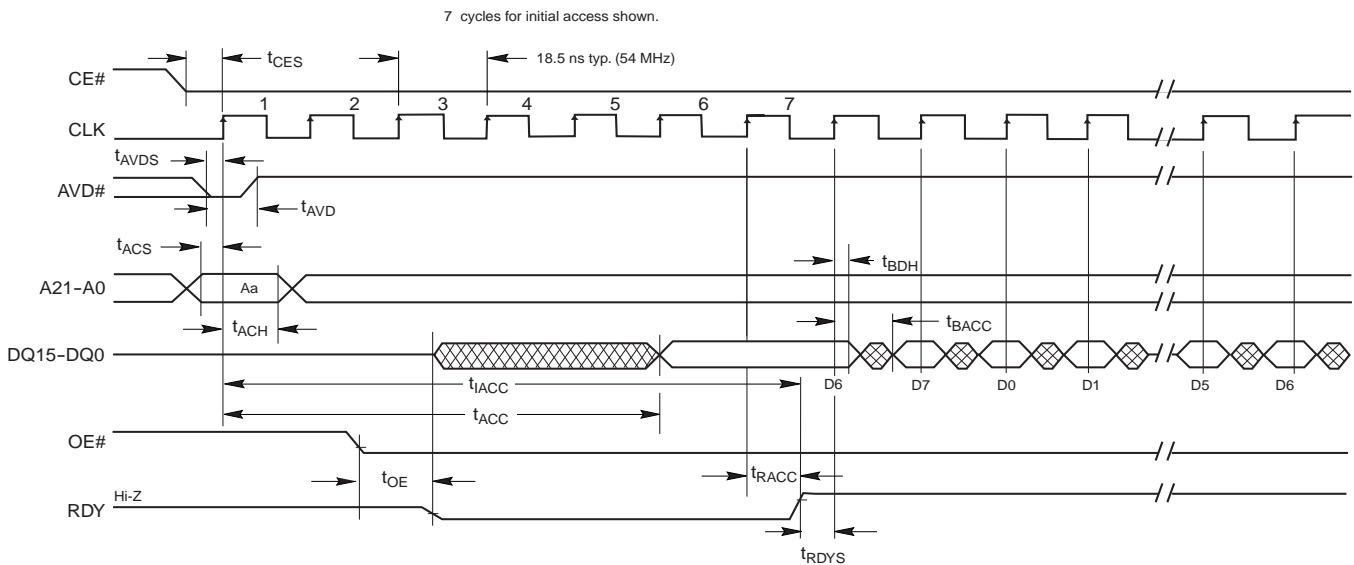 7 cycles for initial access shown.
tCES
18.5 ns typ. (54 MHz)
CE#
1 2 3 4 5 6 7
CLK
tAVDS
AVD#
tAVD
tACS
tBDH
A21-A0
Aa
tACH
tBACC
DQ15-DQ0
tIACC
D6 D7 D0 D1 D5 D6
tACC
OE#
tOE
tRACC
Hi-Z
RDY
tRDYS